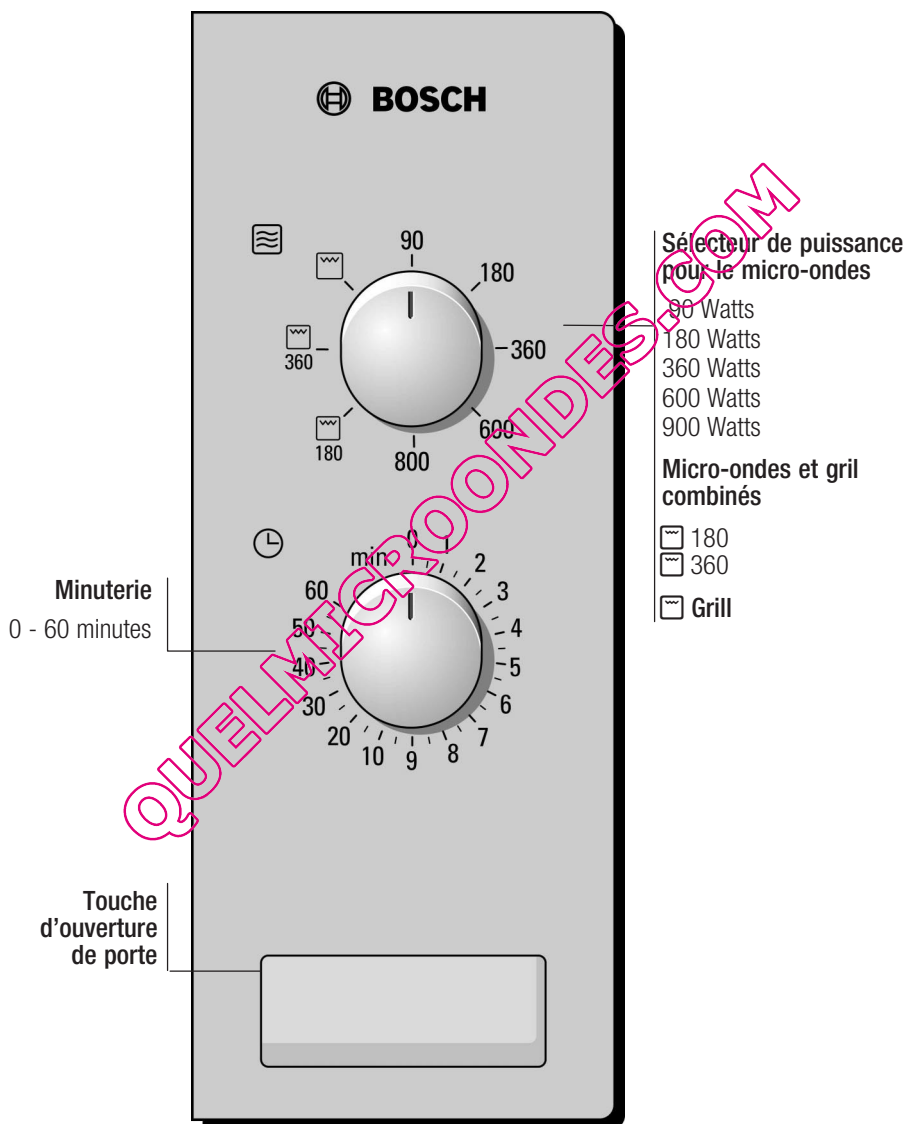 BOSCH
90
180
360
600
800
180
360
Sélecteur de puissance
pour le micro-ondes
90 Watts
180 Watts
360 Watts
600 Watts
900 Watts
Micro-ondes et gril
combinés
180
360
Grill
min
0
1
2
3
4
5
6
7
8
9
10
20
30
40
50
60
Minuterie
0 - 60 minutes
Touche
d'ouverture
de porte
QUELMICROONDES.COM